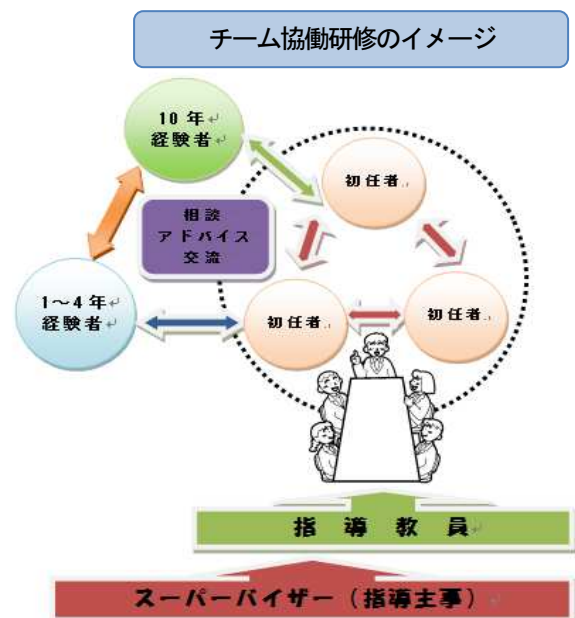 チーム協働研修のイメージ
10 年
経験者
初任者
相談
アドバイス
交流
1～4年
経験者
初任者
初任者
指 導 教 員
スーパーバイザー（指導主事）